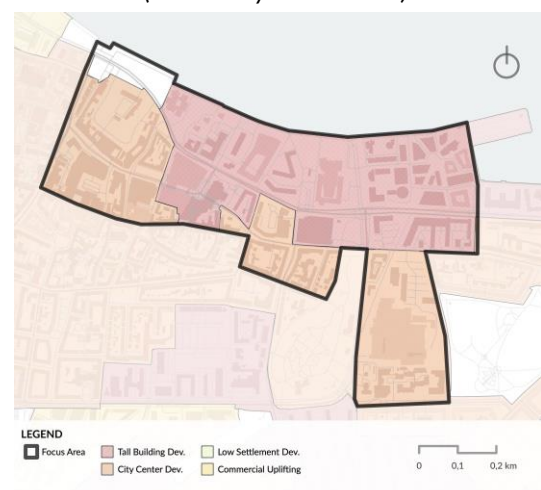 LEGEND
Focus Area
Tall Building Dev.
Low Settlement Dev.
City Center Dev.
Commercial Uplifting
0 0,1 0,2 km